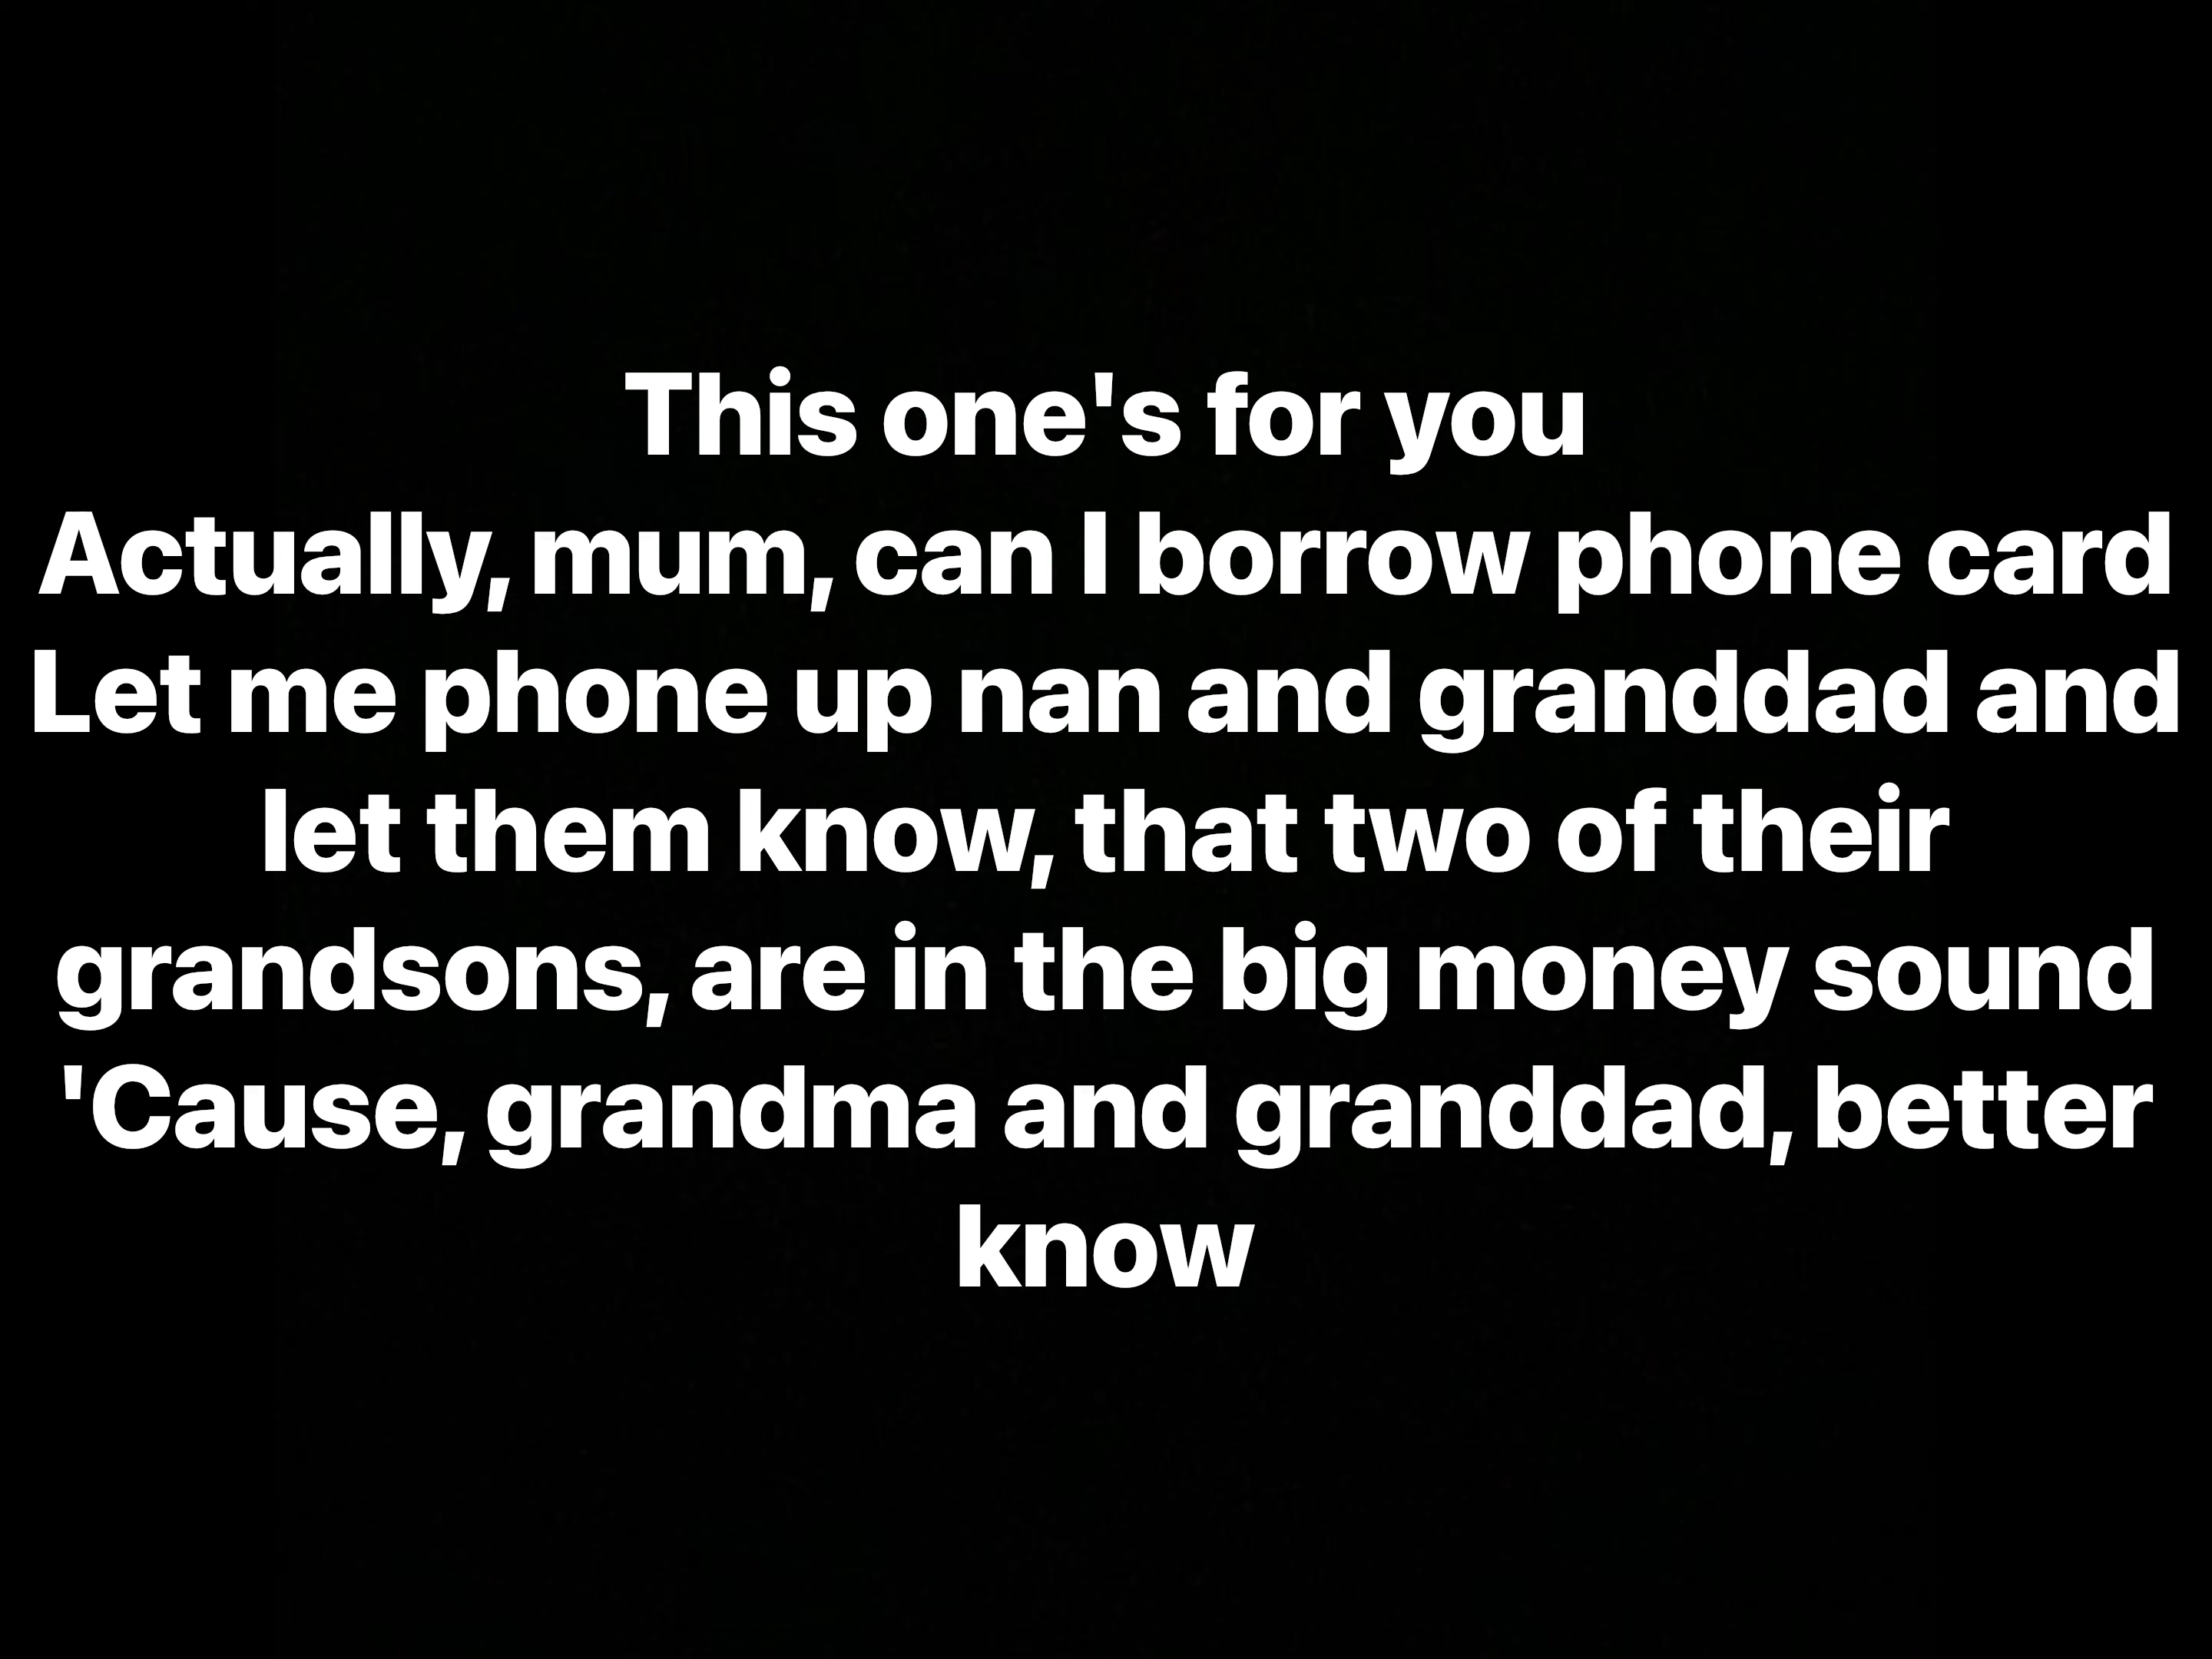 This one's for you
Actually, mum, can I borrow phone card
Let me phone up nan and granddad and
let them know, that two of their
grandsons, are in the big money sound
'Cause, grandma and granddad, better
know